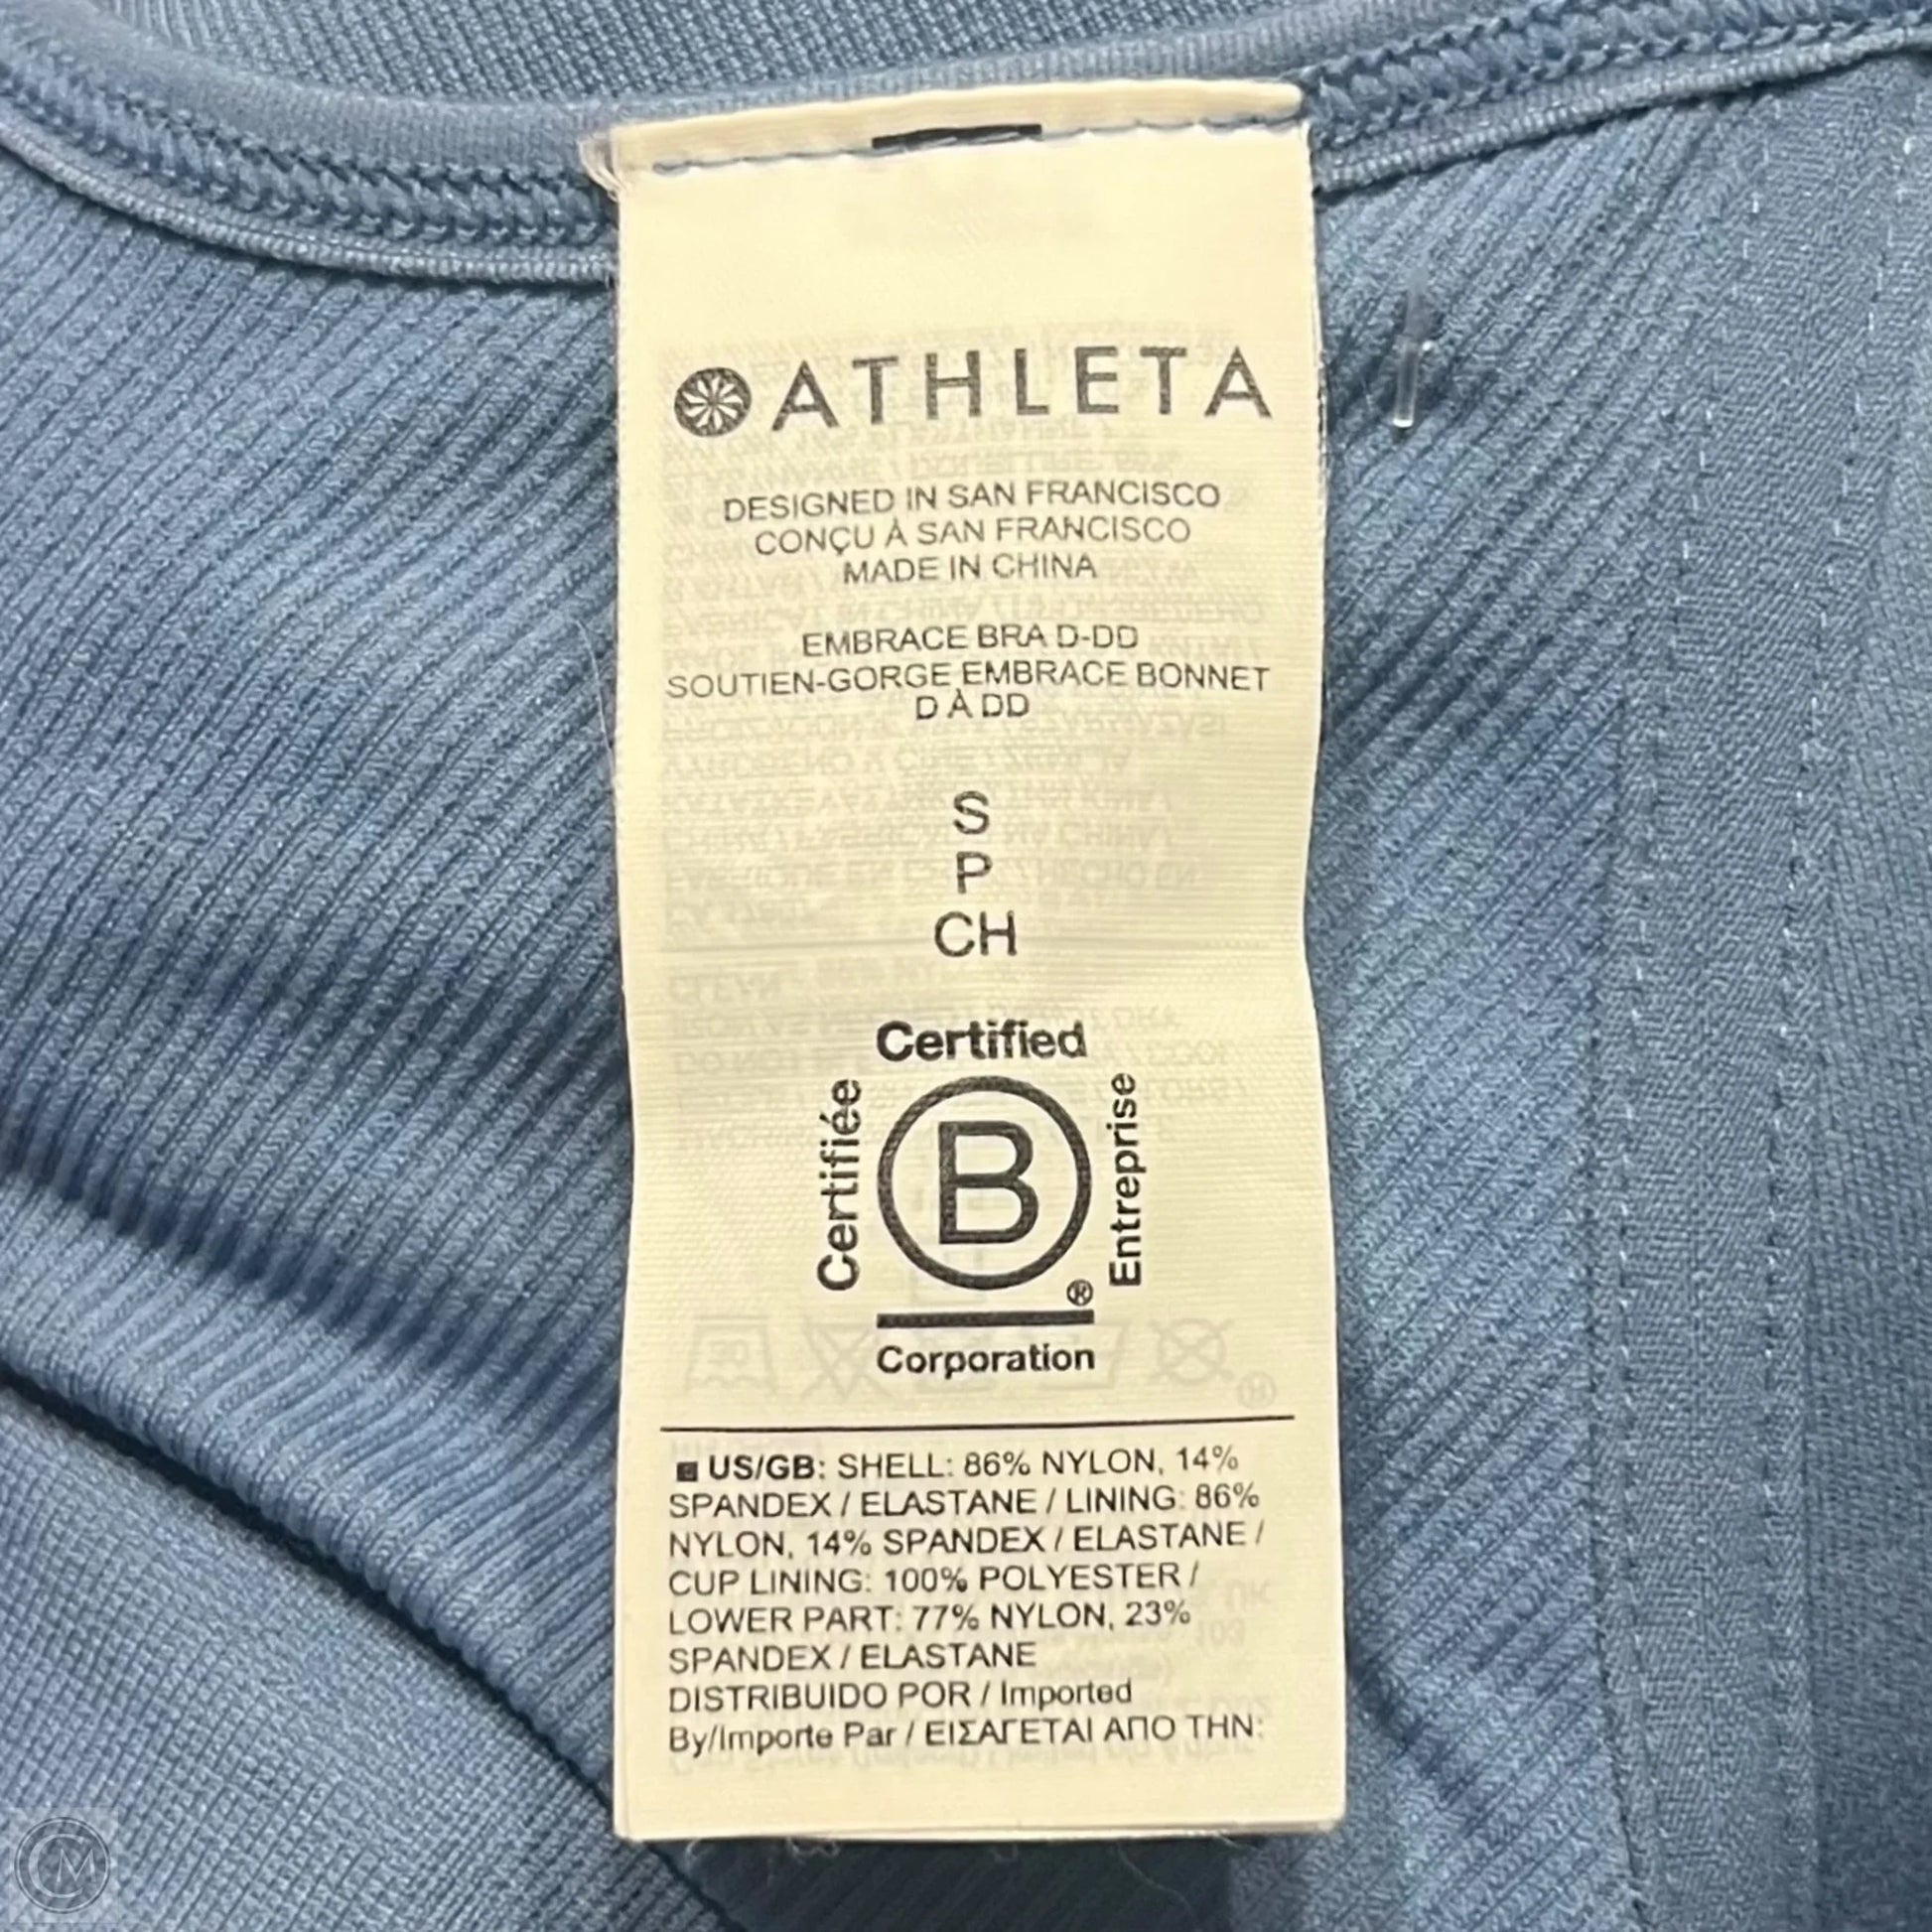 ATHLETA
DESIGNED IN SAN FRANCISCO
CONÇU À SAN FRANCISCO
MADE IN CHINA
EMBRACE BRA D-DD
SOUTIEN-GORGE EMBRACE BONNET
D À DD
S
P
CH
Certified
Certifiée
B
Entreprise
®
Corporation
US/GB: SHELL: 86% NYLON, 14%
SPANDEX / ELASTANE / LINING: 86%
NYLON, 14% SPANDEX / ELASTANE /
CUP LINING: 100% POLYESTER /
LOWER PART: 77% NYLON, 23%
SPANDEX / ELASTANE
DISTRIBUIDO POR / Imported
By/Importe Par / ΕΙΣΑΓΕΤΑΙ ΑΠΟ ΤΗΝ:
CM